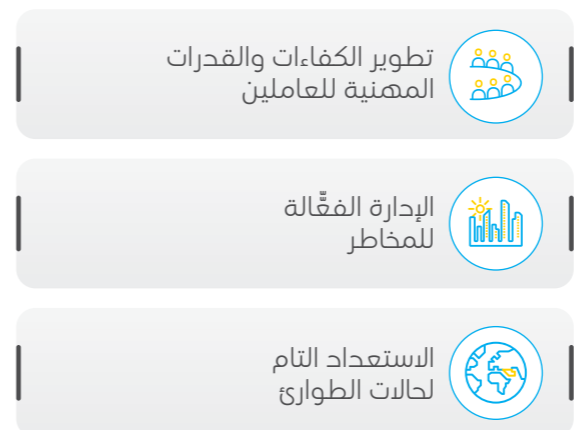 تطوير الكفاءات والقدرات
المهنية للعاملين
الإدارة الفعَّالة
للمخاطر
الاستعداد التام
لحالات الطوارئ